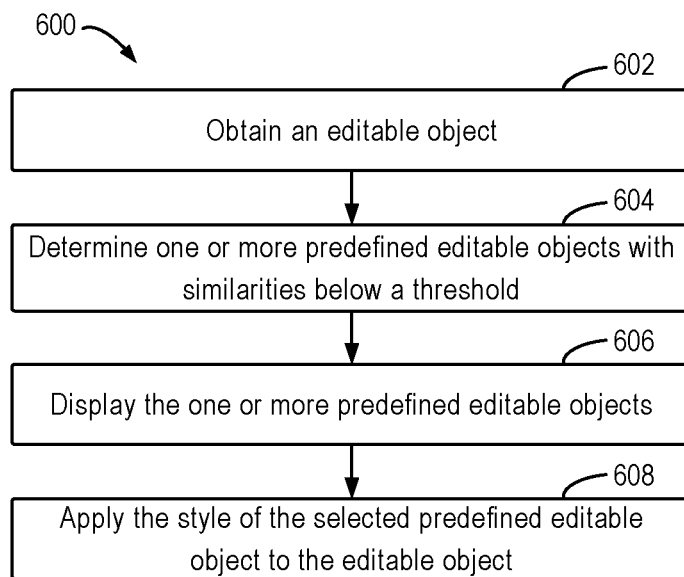 600
602
Obtain an editable object
604
Determine one or more predefined editable objects with
similarities below a threshold
606
Display the one or more predefined editable objects
608
Apply the style of the selected predefined editable
object to the editable object